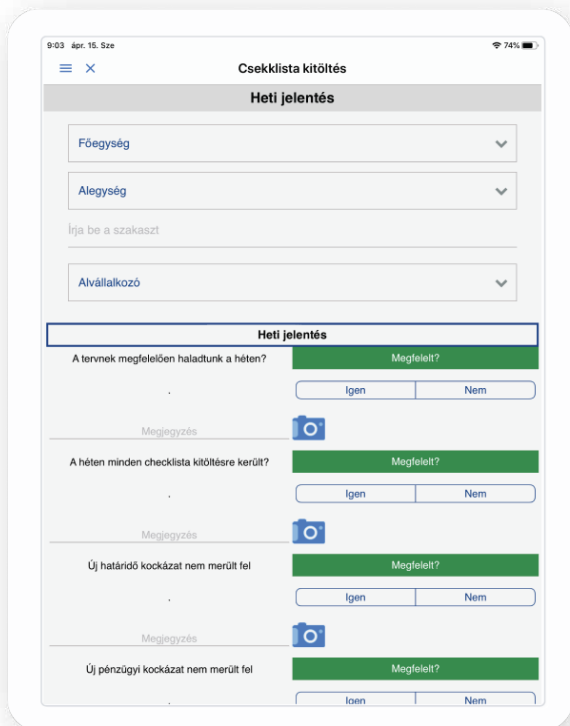 9:03 ápr. 15. Sze 74%
Csekklista kitöltés
Heti jelentés
Főegység
Alegység
Írja be a szakaszt
Alvállalkozó
Heti jelentés
A tervnek megfelelően haladtunk a héten? Megfelelt?
. Igen Nem
Megjegyzés
A héten minden checklista kitöltésre került? Megfelelt?
. Igen Nem
Megjegyzés
Új határidő kockázat nem merült fel Megfelelt?
. Igen Nem
Megjegyzés
Új pénzügyi kockázat nem merült fel Megfelelt?
. Igen Nem